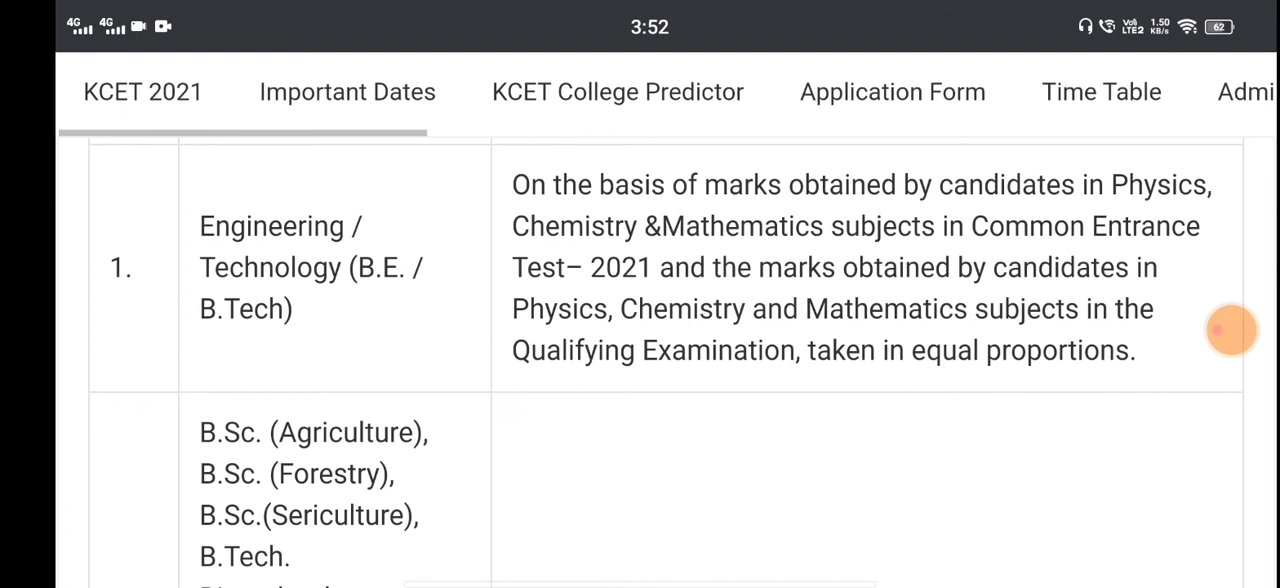 4G 4G 3:52 Vo) LTE2 1.50 KB/s 62
KCET 2021 Important Dates KCET College Predictor Application Form Time Table Admi
1.
Engineering /
Technology (B.E. /
B.Tech)
On the basis of marks obtained by candidates in Physics,
Chemistry &Mathematics subjects in Common Entrance
Test– 2021 and the marks obtained by candidates in
Physics, Chemistry and Mathematics subjects in the
Qualifying Examination, taken in equal proportions.
B.Sc. (Agriculture),
B.Sc. (Forestry),
B.Sc.(Sericulture),
B.Tech.